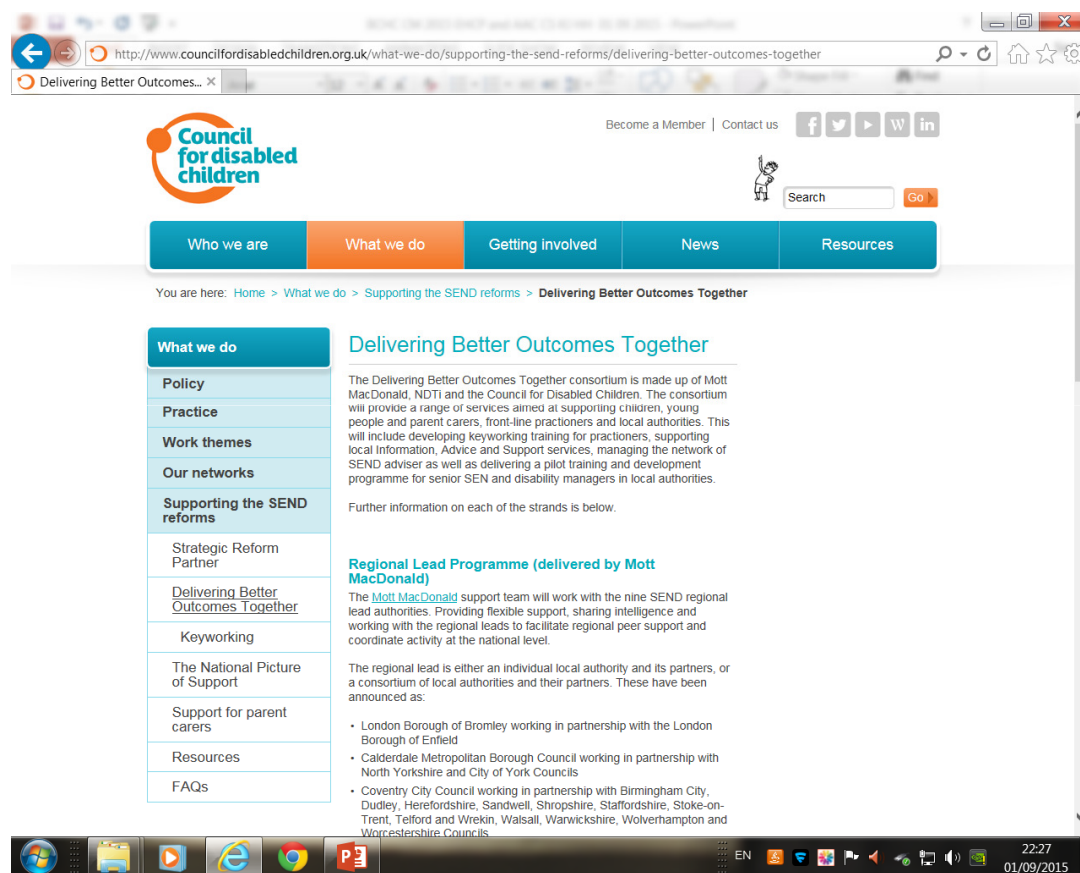 BCHC CM 2015 EHCP and AAC CS 02 NH 01 09 2015 - PowerPoint
http://www.councilfordisabledchildren.org.uk/what-we-do/supporting-the-send-reforms/delivering-better-outcomes-together
Delivering Better Outcomes...
Find
Council
for disabled
children
Become a Member | Contact us
Search
Go
Who we are
What we do
Getting involved
News
Resources
You are here: Home > What we do > Supporting the SEND reforms > Delivering Better Outcomes Together
What we do
Policy
Practice
Work themes
Our networks
Supporting the SEND
reforms
Strategic Reform
Partner
Delivering Better
Outcomes Together
Keyworking
The National Picture
of Support
Support for parent
carers
Resources
FAQs
Delivering Better Outcomes Together
The Delivering Better Outcomes Together consortium is made up of Mott
MacDonald, NDTi and the Council for Disabled Children. The consortium
will provide a range of services aimed at supporting children, young
people and parent carers, front-line practioners and local authorities. This
will include developing keyworking training for practioners, supporting
local Information, Advice and Support services, managing the network of
SEND adviser as well as delivering a pilot training and development
programme for senior SEN and disability managers in local authorities.
Further information on each of the strands is below.
Regional Lead Programme (delivered by Mott
MacDonald)
The Mott MacDonald support team will work with the nine SEND regional
lead authorities. Providing flexible support, sharing intelligence and
working with the regional leads to facilitate regional peer support and
coordinate activity at the national level.
The regional lead is either an individual local authority and its partners, or
a consortium of local authorities and their partners. These have been
announced as:
• London Borough of Bromley working in partnership with the London
Borough of Enfield
• Calderdale Metropolitan Borough Council working in partnership with
North Yorkshire and City of York Councils
• Coventry City Council working in partnership with Birmingham City,
Dudley, Herefordshire, Sandwell, Shropshire, Staffordshire, Stoke-on-
Trent, Telford and Wrekin, Walsall, Warwickshire, Wolverhampton and
Worcestershire Councils
EN
22:27
01/09/2015